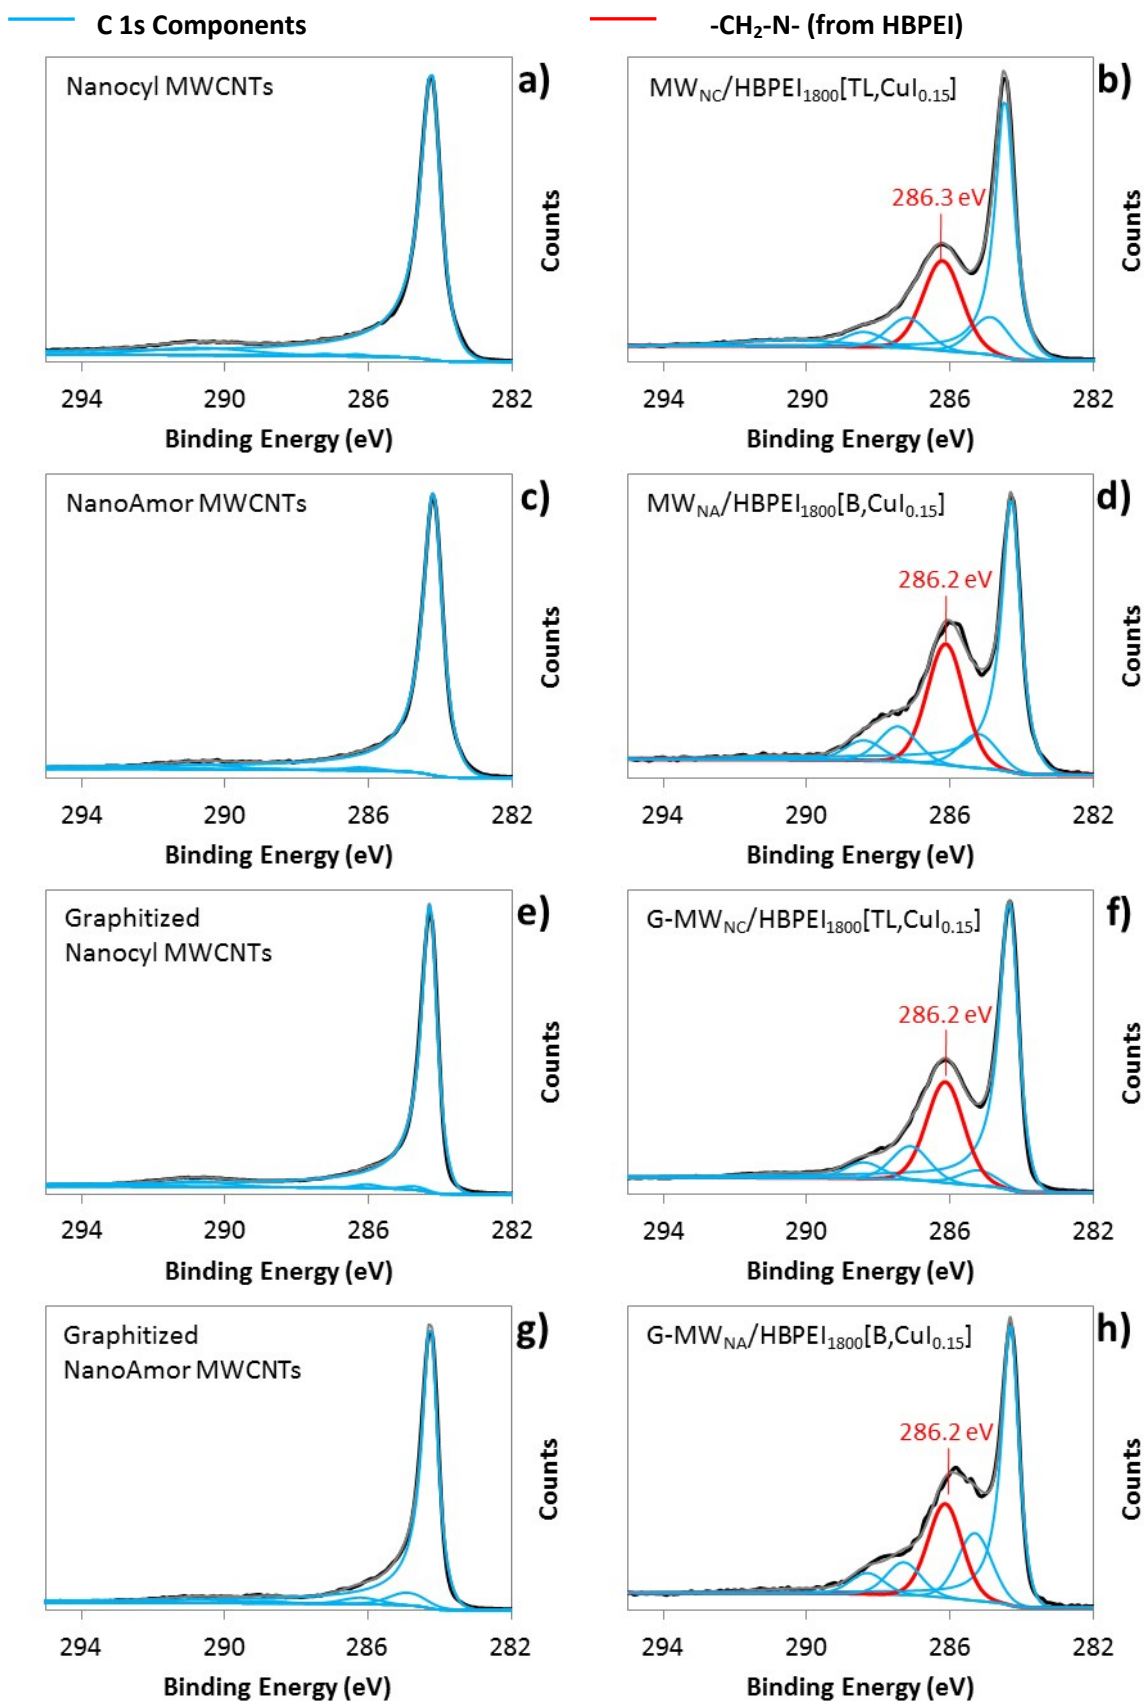 C 1s Components
-CH₂-N- (from HBPEI)
Nanocyl MWCNTs
a)
294 290 286 282
Binding Energy (eV)
Counts
MW_NC/HBPEI₁₈₀₀[TL,CuI₀.₁₅]
b)
286.3 eV
294 290 286 282
Binding Energy (eV)
Counts
NanoAmor MWCNTs
c)
294 290 286 282
Binding Energy (eV)
Counts
MW_NA/HBPEI₁₈₀₀[B,CuI₀.₁₅]
d)
286.2 eV
294 290 286 282
Binding Energy (eV)
Counts
Graphitized
Nanocyl MWCNTs
e)
294 290 286 282
Binding Energy (eV)
Counts
G-MW_NC/HBPEI₁₈₀₀[TL,CuI₀.₁₅]
f)
286.2 eV
294 290 286 282
Binding Energy (eV)
Counts
Graphitized
NanoAmor MWCNTs
g)
294 290 286 282
Binding Energy (eV)
Counts
G-MW_NA/HBPEI₁₈₀₀[B,CuI₀.₁₅]
h)
286.2 eV
294 290 286 282
Binding Energy (eV)
Counts